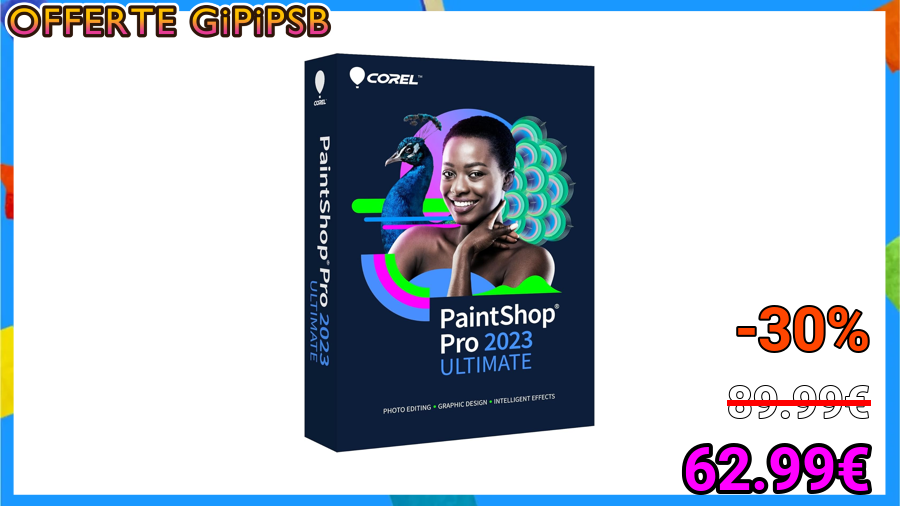 OFFERTE GiPiPSB
COREL™
COREL
PaintShop® Pro 2023
ULTIMATE
PaintShop®
Pro 2023
ULTIMATE
PHOTO EDITING • GRAPHIC DESIGN • INTELLIGENT EFFECTS
-30%
89.99€
62.99€